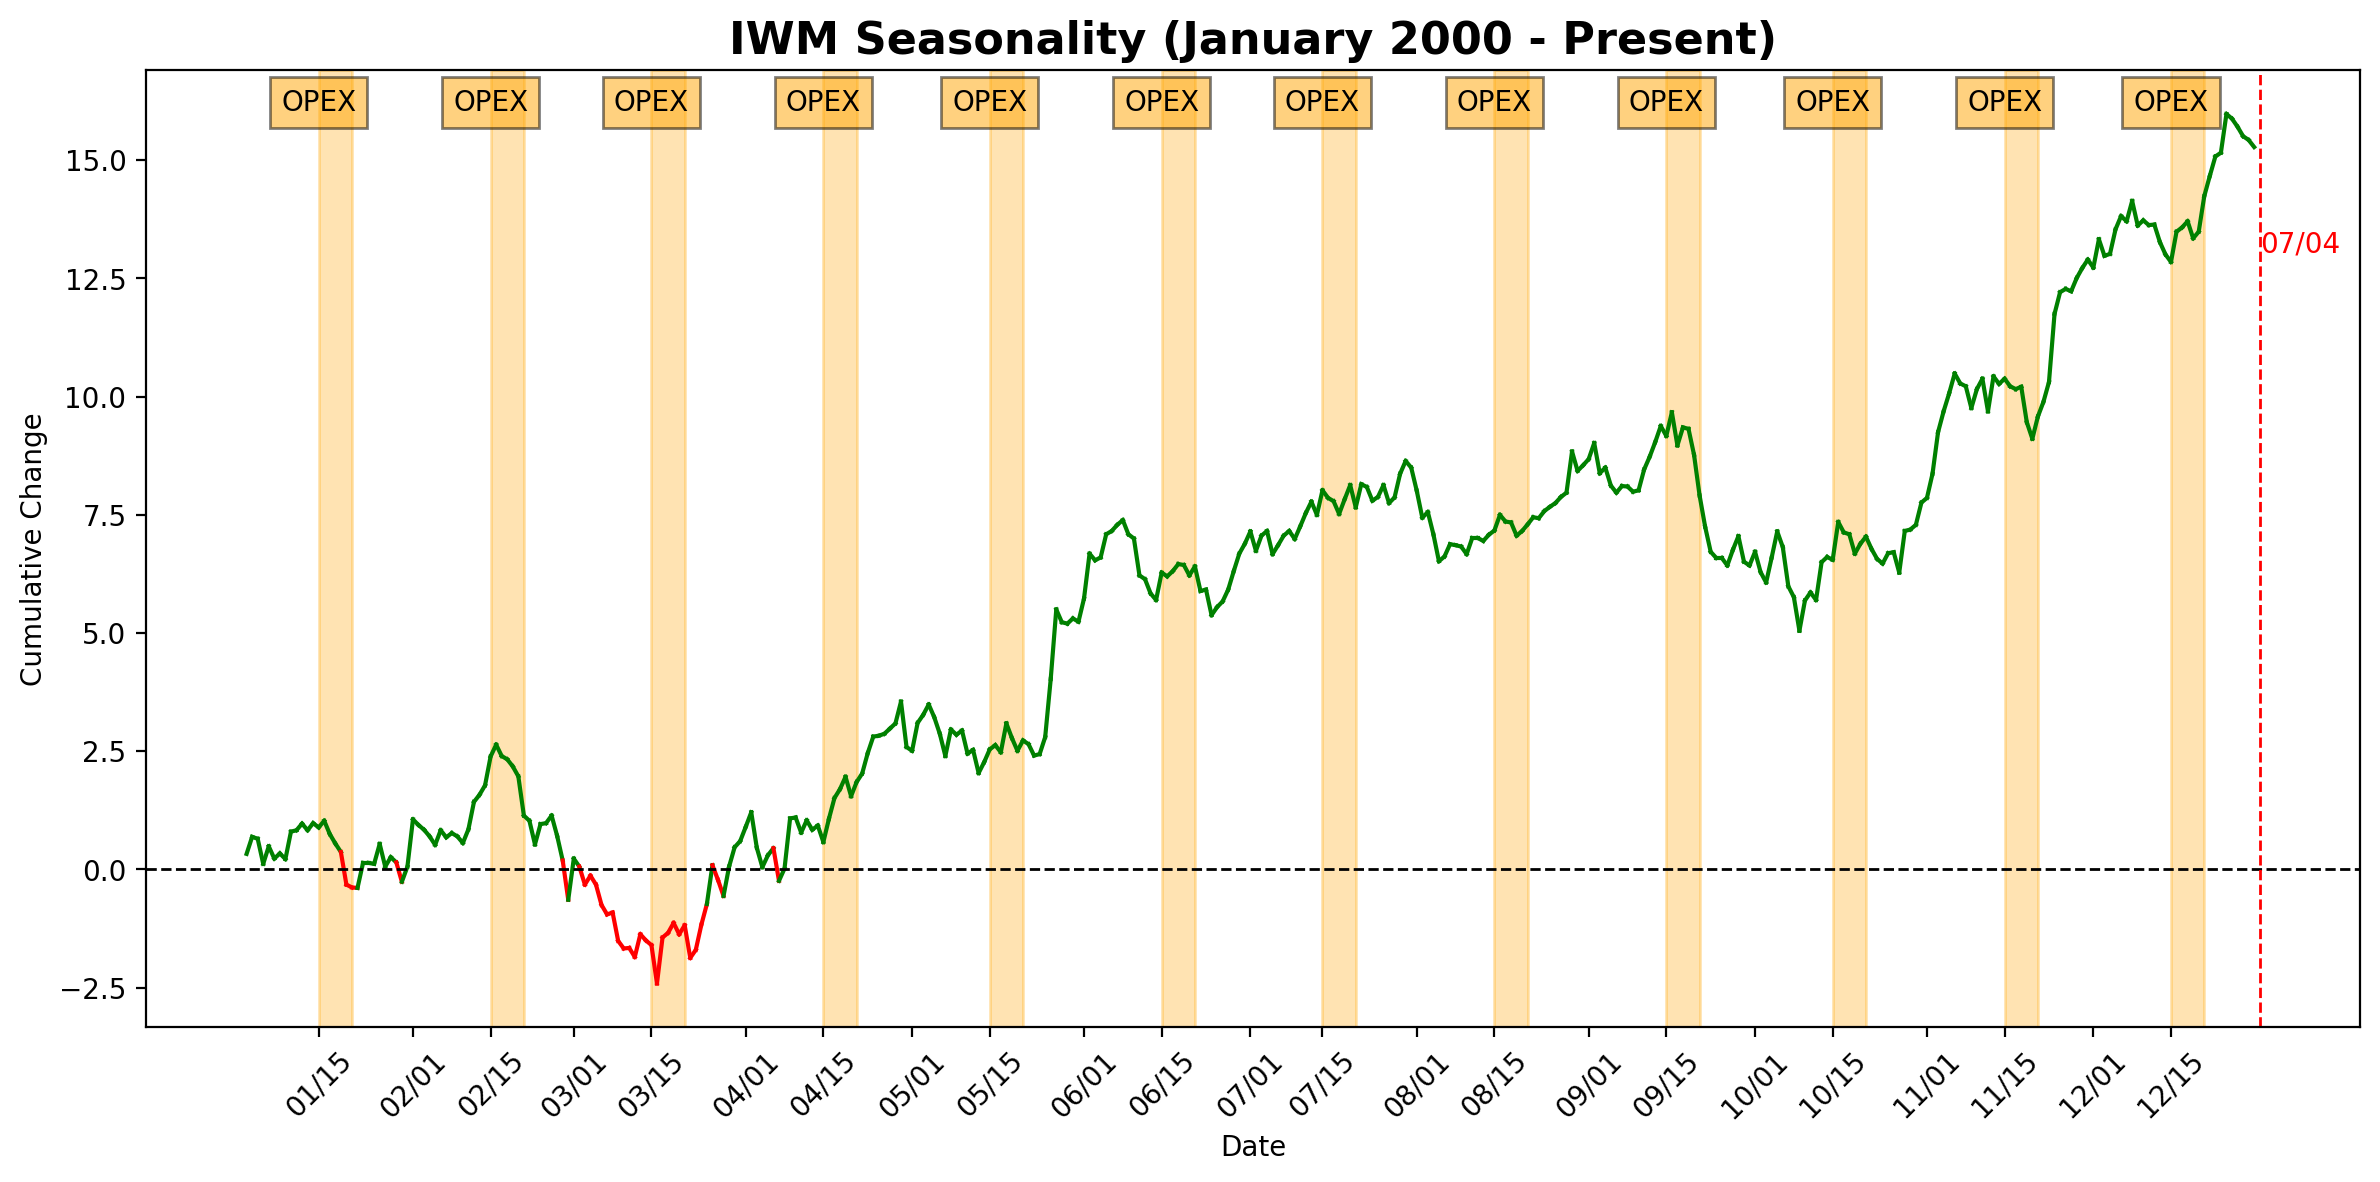 IWM Seasonality (January 2000 - Present)
OPEX OPEX OPEX OPEX OPEX OPEX OPEX OPEX OPEX OPEX OPEX OPEX
15.0
12.5
10.0
7.5
5.0
2.5
0.0
−2.5
Cumulative Change
07/04
01/15 02/01 02/15 03/01 03/15 04/01 04/15 05/01 05/15 06/01 06/15 07/01 07/15 08/01 08/15 09/01 09/15 10/01 10/15 11/01 11/15 12/01 12/15
Date